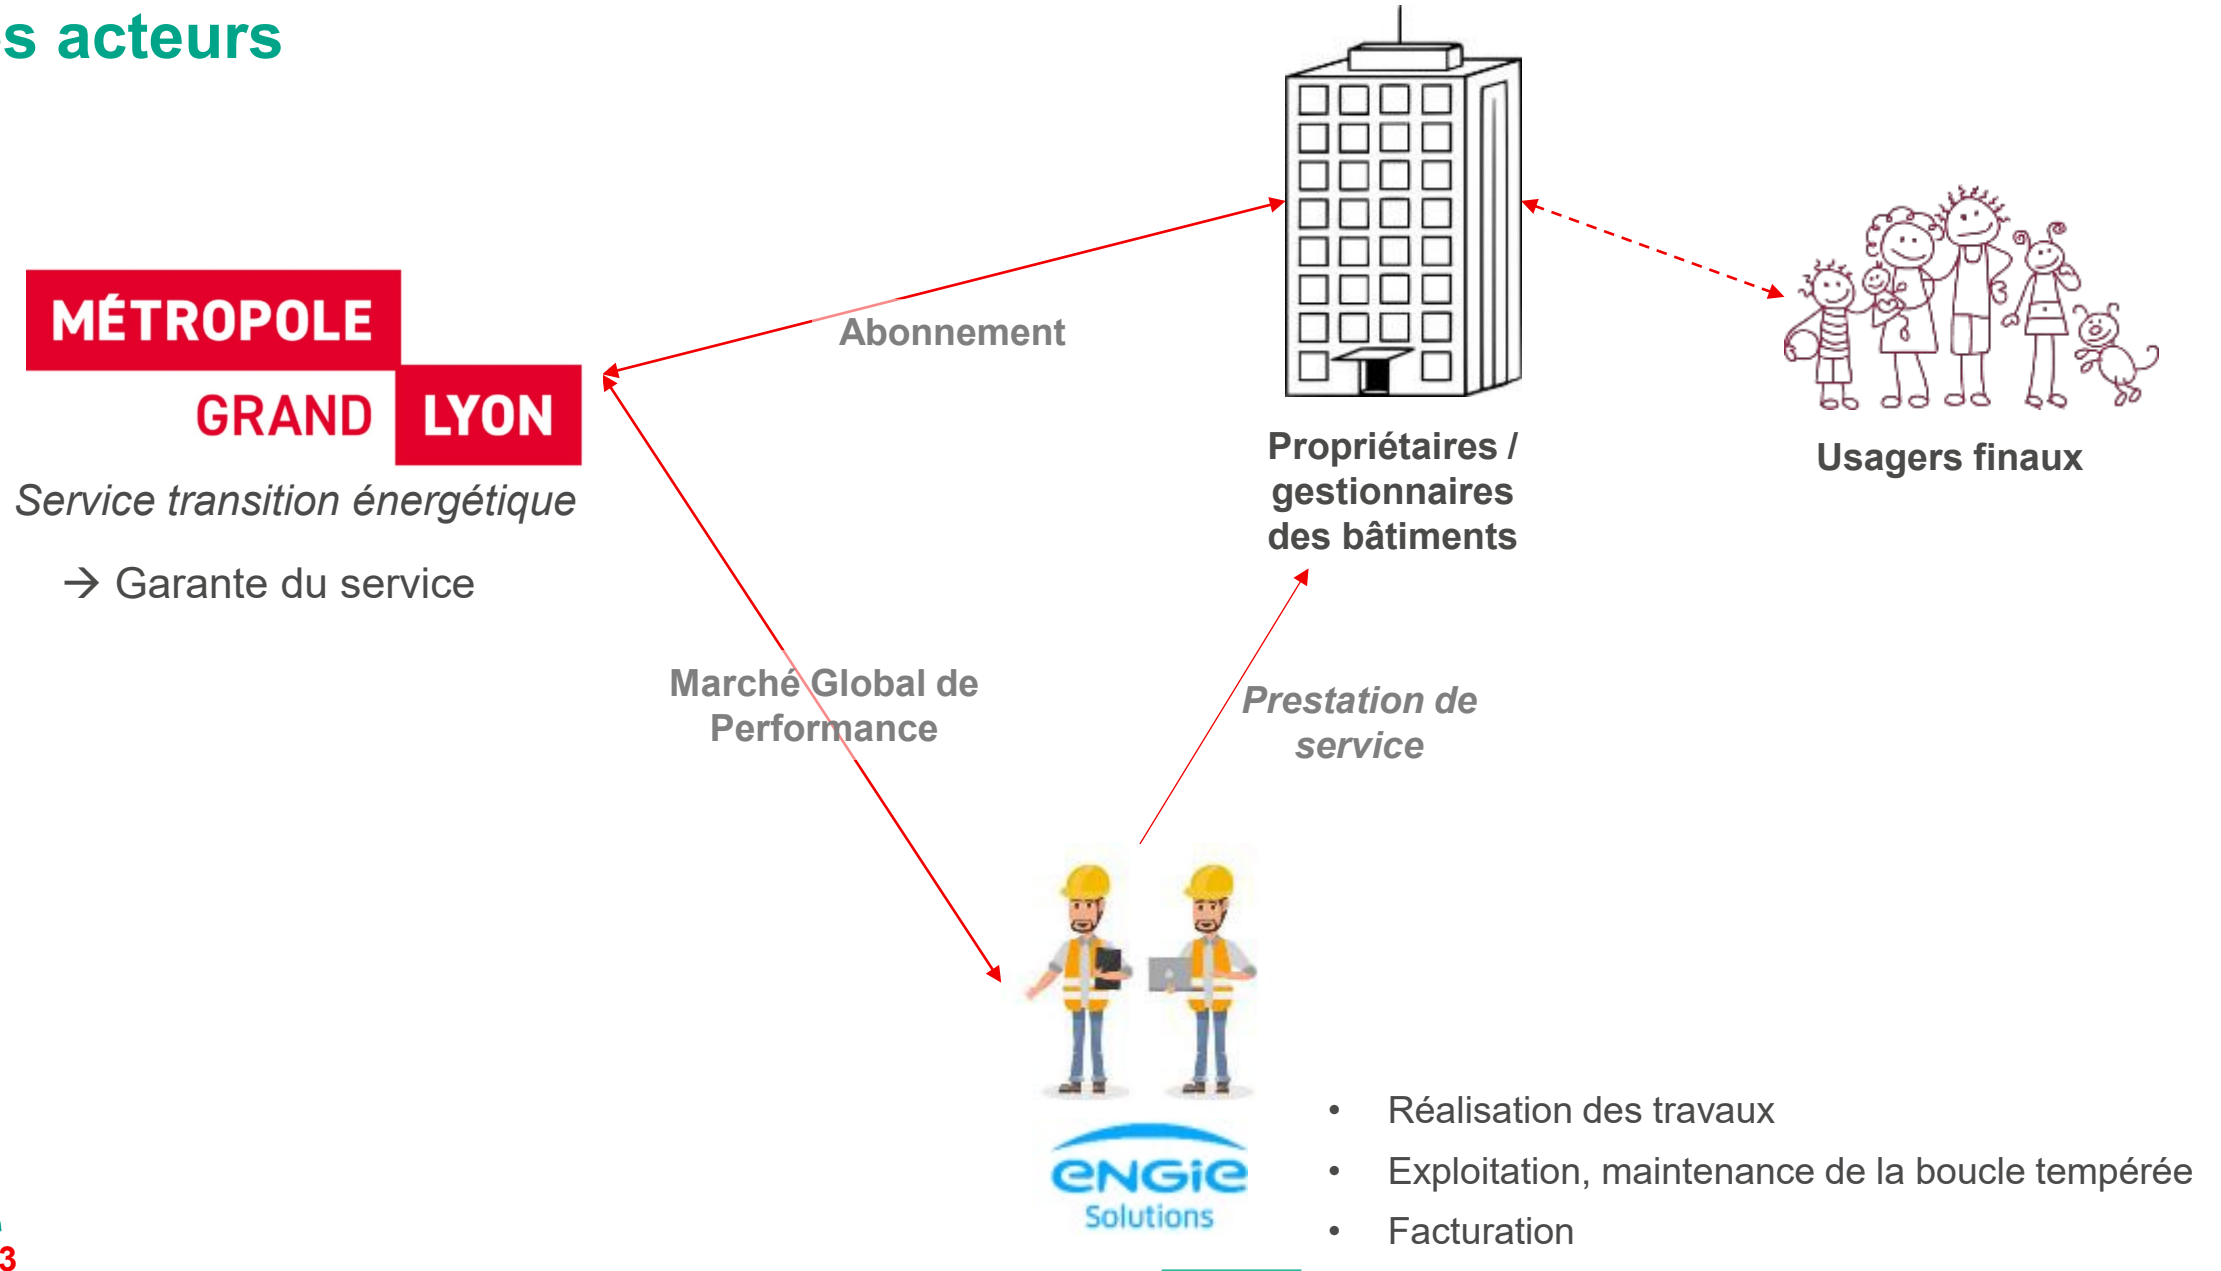 s acteurs
MÉTROPOLE
GRAND LYON
Service transition énergétique
→ Garante du service
Abonnement
Propriétaires /
gestionnaires
des bâtiments
Usagers finaux
Marché Global de
Performance
Prestation de
service
ENGIE
Solutions
• Réalisation des travaux
• Exploitation, maintenance de la boucle tempérée
• Facturation
3